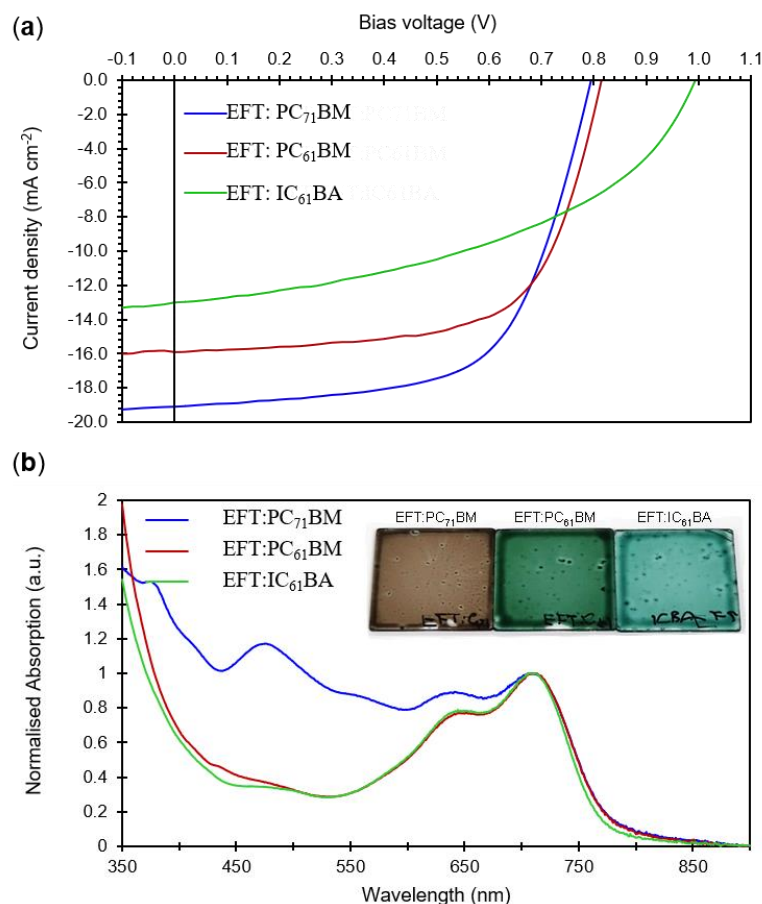 (a)
Bias voltage (V)
-0.1 0.0 0.1 0.2 0.3 0.4 0.5 0.6 0.7 0.8 0.9 1.0 1.1
Current density (mA cm⁻²)
0.0
-2.0
-4.0
-6.0
-8.0
-10.0
-12.0
-14.0
-16.0
-18.0
-20.0
EFT: PC₇₁BM
EFT: PC₆₁BM
EFT: IC₆₁BA
(b)
Normalised Absorption (a.u.)
2
1.8
1.6
1.4
1.2
1
0.8
0.6
0.4
0.2
0
EFT:PC₇₁BM
EFT:PC₆₁BM
EFT:IC₆₁BA
EFT:PC₇₁BM EFT:PC₆₁BM EFT:IC₆₁BA
350 450 550 650 750 850
Wavelength (nm)